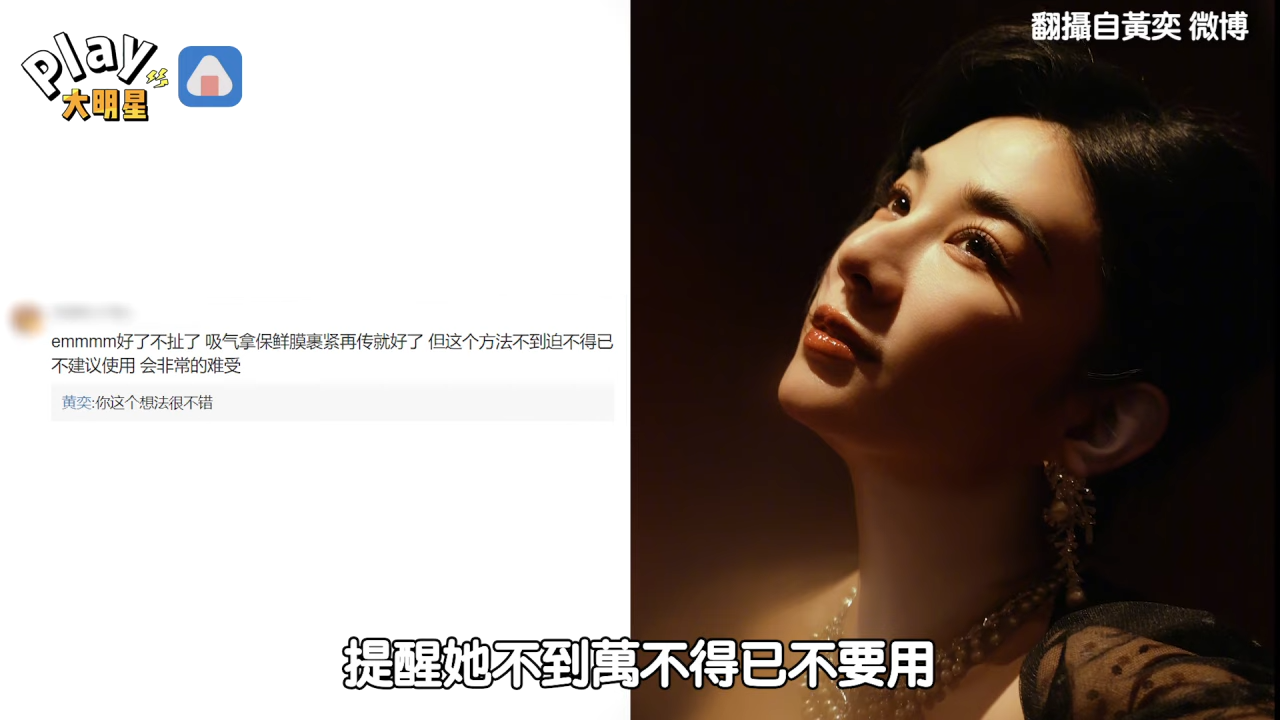 Play
大明星
翻攝自黃奕 微博
emmmm好了不扯了 吸气拿保鲜膜裹紧再传就好了 但这个方法不到迫不得已
不建议使用 会非常的难受
黄奕:你这个想法很不错
提醒她不到萬不得已不要用